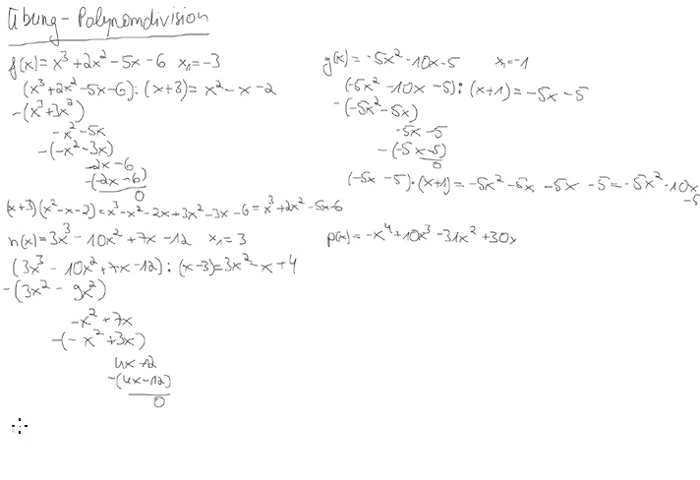 Übung - Polynomdivision
f(x) = x³ + 2x² - 5x - 6   x₁ = -3
(x³ + 2x² - 5x - 6) : (x + 3) = x² - x - 2
-(x³ + 3x²)
-x² - 5x
-(-x² - 3x)
-2x - 6
-(-2x - 6)
0
(x+3)(x² - x - 2) = x³ - x² - 2x + 3x² - 3x - 6 = x³ + 2x² - 5x - 6
g(x) = -5x² - 10x - 5   x₁ = -1
(-5x² - 10x - 5) : (x + 1) = -5x - 5
-(-5x² - 5x)
-5x - 5
-(-5x - 5)
0
(-5x - 5) · (x + 1) = -5x² - 5x - 5x - 5 = -5x² - 10x
-5
h(x) = 3x³ - 10x² + 7x - 12   x₁ = 3
(3x³ - 10x² + 7x - 12) : (x - 3) = 3x² - x + 4
-(3x² - 9x²)
-x² + 7x
-(-x² + 3x)
4x - 12
-(4x - 12)
0
p(x) = -x⁴ + 10x³ - 31x² + 30x